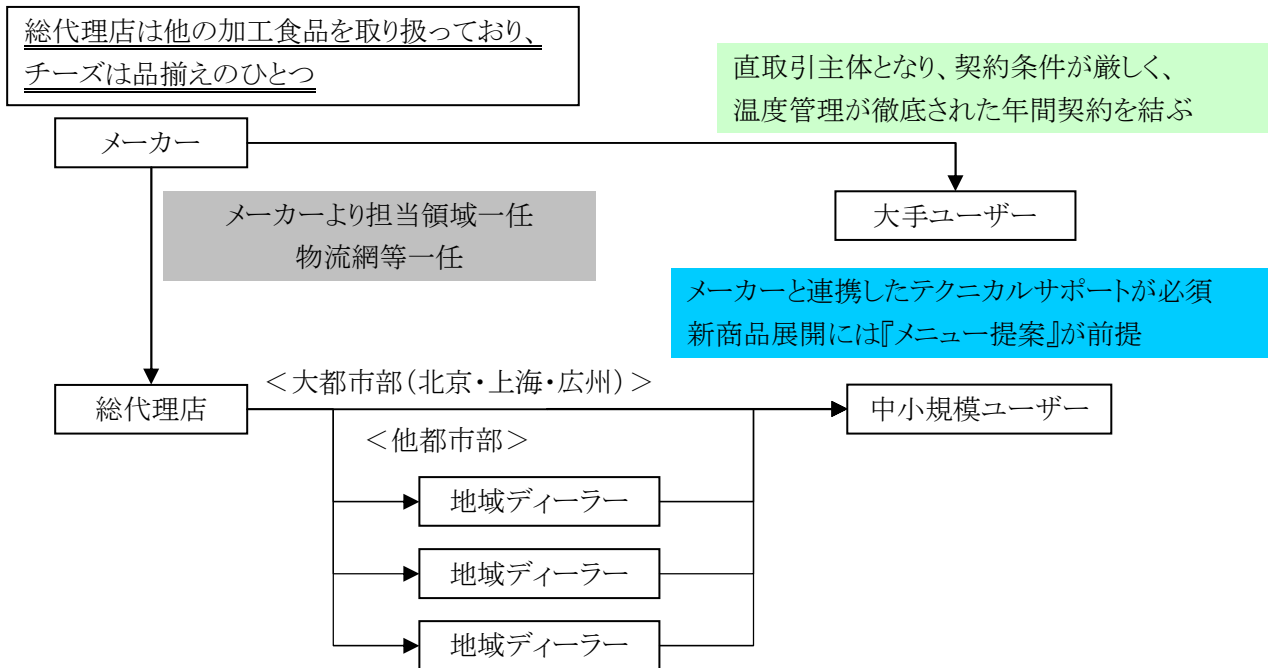 総代理店は他の加工食品を取り扱っており、
チーズは品揃えのひとつ
直取引主体となり、契約条件が厳しく、
温度管理が徹底された年間契約を結ぶ
メーカー
メーカーより担当領域一任
物流網等一任
大手ユーザー
メーカーと連携したテクニカルサポートが必須
新商品展開には『メニュー提案』が前提
＜大都市部(北京・上海・広州)＞
総代理店
中小規模ユーザー
＜他都市部＞
地域ディーラー
地域ディーラー
地域ディーラー